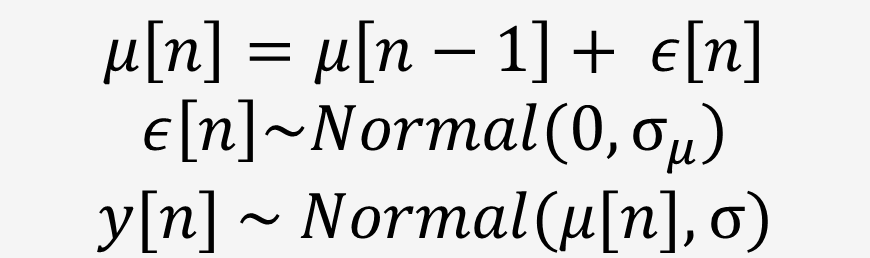 μ[n] = μ[n − 1] + ϵ[n]
ϵ[n]~Normal(0, σ_μ)
y[n] ~ Normal(μ[n], σ)